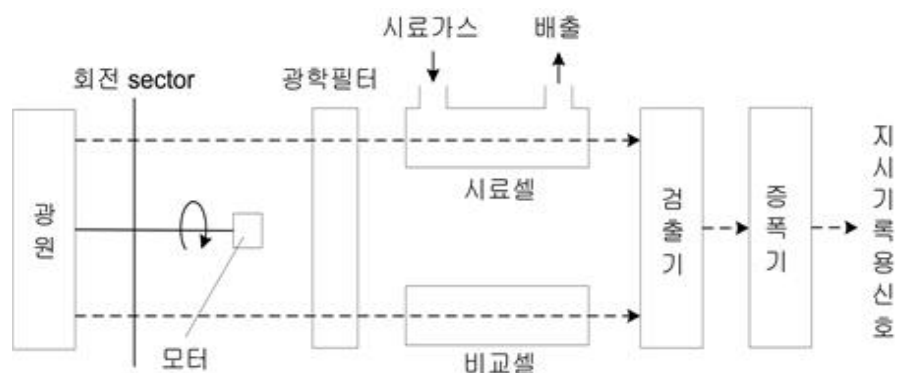 시료가스
배출
회전 sector
광학필터
광원
시료셀
검출기
증폭기
지시기록용신호
모터
비교셀